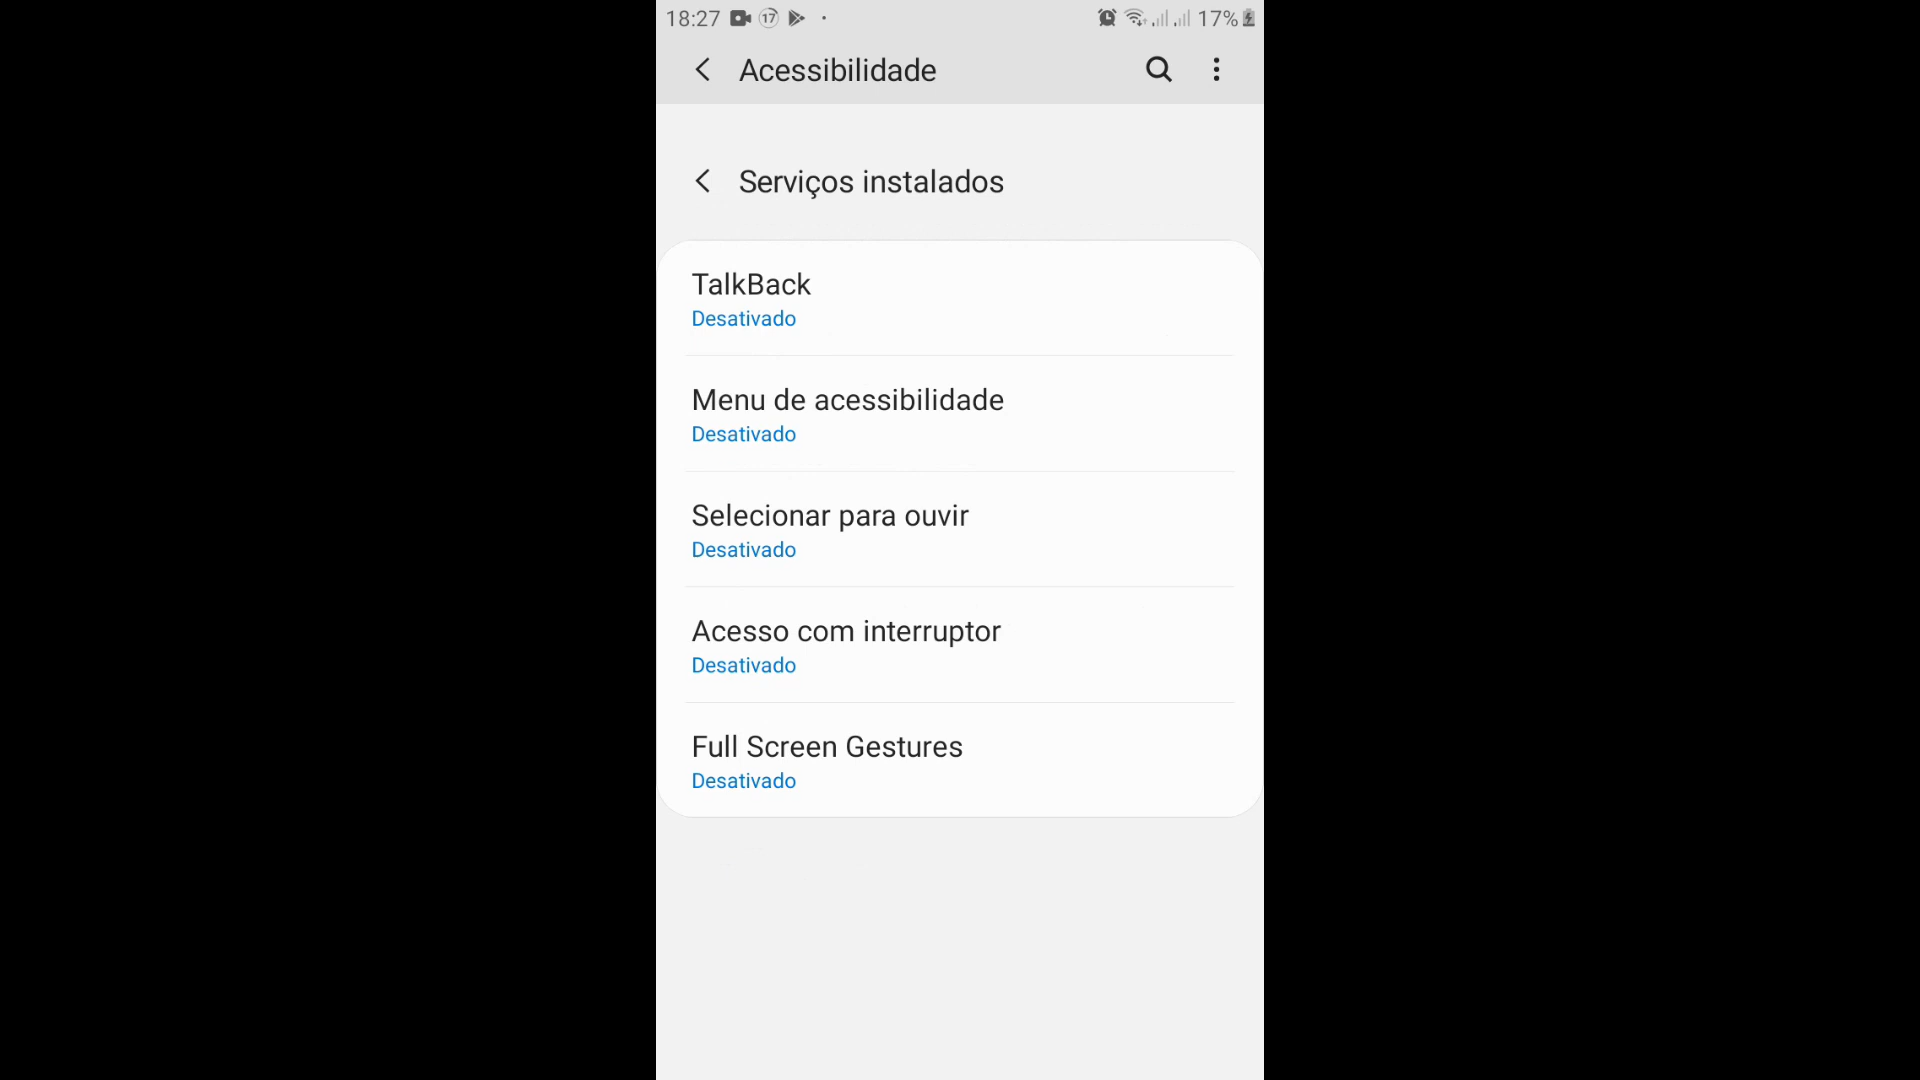 18:27 17 17%
Acessibilidade
Serviços instalados
TalkBack
Desativado
Menu de acessibilidade
Desativado
Selecionar para ouvir
Desativado
Acesso com interruptor
Desativado
Full Screen Gestures
Desativado